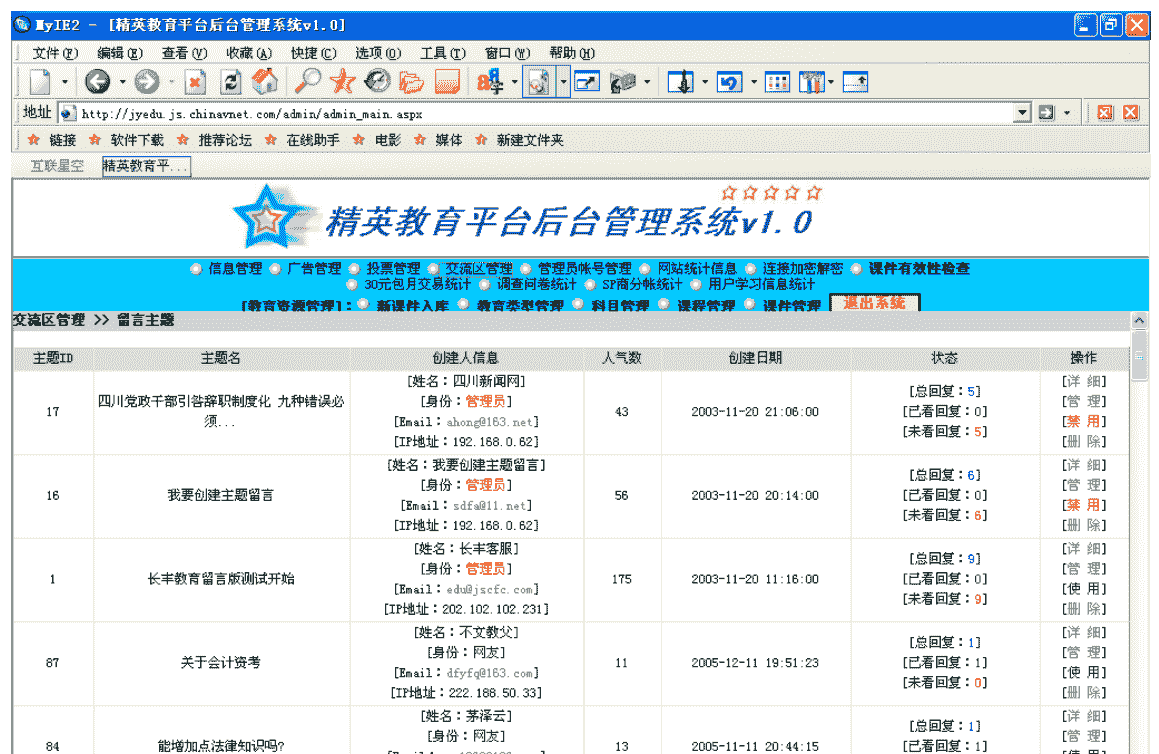 MyIE2 - [精英教育平台后台管理系统v1.0]
文件(F) 编辑(E) 查看(V) 收藏(A) 快捷(C) 选项(O) 工具(T) 窗口(W) 帮助(H)
地址 http://jyedu.js.chinavnet.com/admin/admin_main.aspx
链接 软件下载 推荐论坛 在线助手 电影 媒体 新建文件夹
互联星空 精英教育平...
精英教育平台后台管理系统v1.0
信息管理 广告管理 投票管理 交流区管理 管理员帐号管理 网站统计信息 连接加密解密 课件有效性检查
30元包月交易统计 调查问卷统计 SP商分帐统计 用户学习信息统计
[教育资源管理]: 新课件入库 教育类型管理 科目管理 课程管理 课件管理 退出系统
交流区管理 >> 留言主题
主题ID 主题名 创建人信息 人气数 创建日期 状态 操作
17 四川党政干部引咎辞职制度化 九种错误必须... [姓名：四川新闻网] 43 2003-11-20 21:06:00 [总回复：5] [详 细]
[身份：管理员] [已看回复：0] [管 理]
[Email：ahong@163.net] [未看回复：5] [禁 用]
[IP地址：192.168.0.62] [删 除]
16 我要创建主题留言 [姓名：我要创建主题留言] 56 2003-11-20 20:14:00 [总回复：6] [详 细]
[身份：管理员] [已看回复：0] [管 理]
[Email：sdfa@11.net] [未看回复：6] [禁 用]
[IP地址：192.168.0.62] [删 除]
1 长丰教育留言版测试开始 [姓名：长丰客服] 175 2003-11-20 11:16:00 [总回复：9] [详 细]
[身份：管理员] [已看回复：0] [管 理]
[Email：edu@jscfc.com] [未看回复：9] [使 用]
[IP地址：202.102.102.231] [删 除]
87 关于会计资考 [姓名：不文教父] 11 2005-12-11 19:51:23 [总回复：1] [详 细]
[身份：网友] [已看回复：1] [管 理]
[Email：dfyfq@163.com] [未看回复：0] [使 用]
[IP地址：222.188.50.33] [删 除]
84 能增加点法律知识吗? [姓名：茅泽云] 13 2005-11-11 20:44:15 [总回复：1] [详 细]
[身份：网友] [已看回复：1] [管 理]